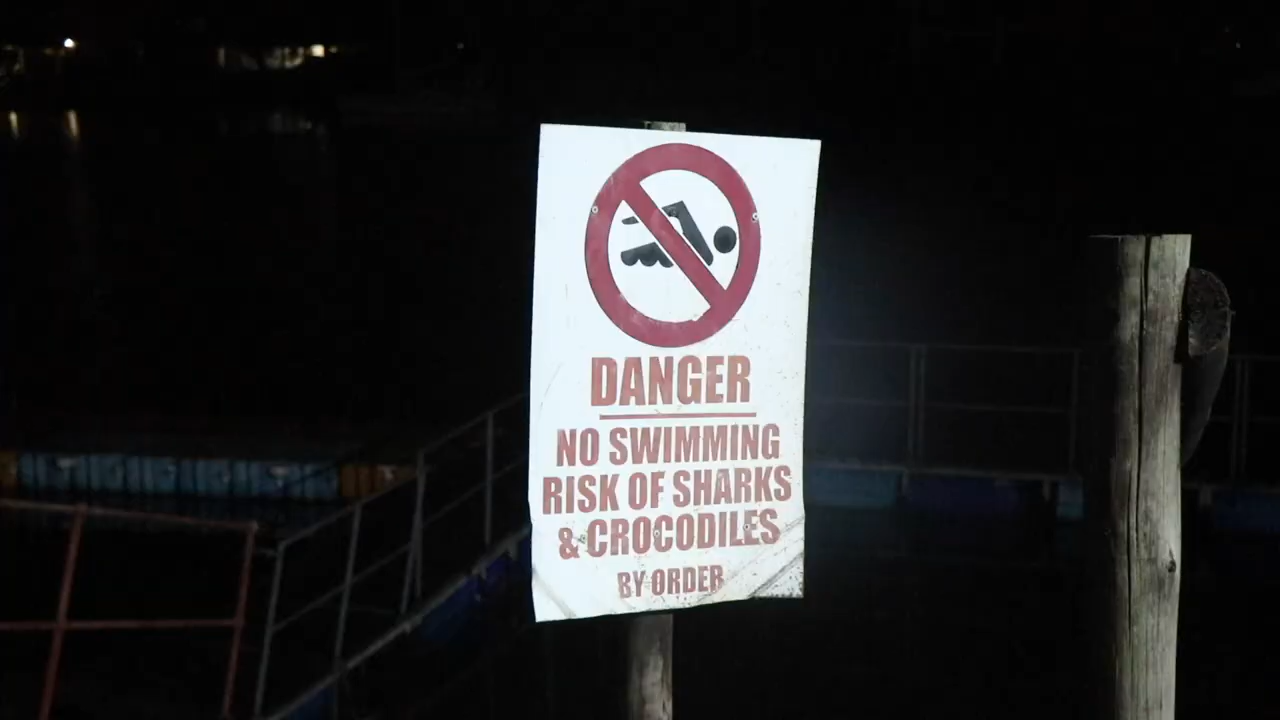 DANGER
NO SWIMMING
RISK OF SHARKS
& CROCODILES
BY ORDER